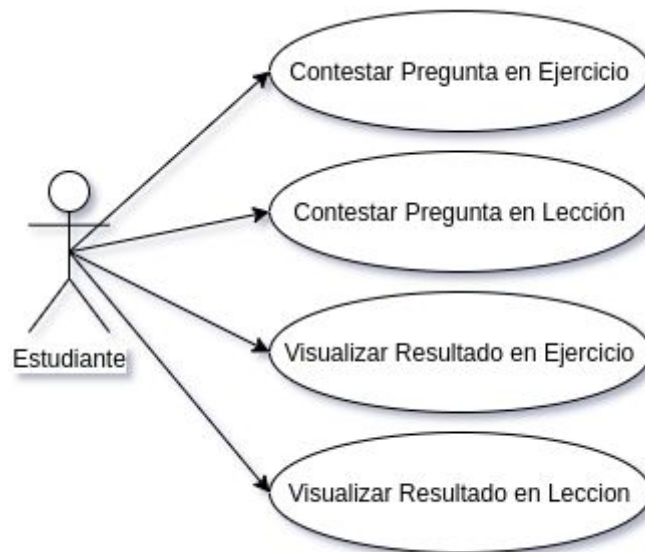 Contestar Pregunta en Ejercicio
Contestar Pregunta en Lección
Estudiante
Visualizar Resultado en Ejercicio
Visualizar Resultado en Leccion